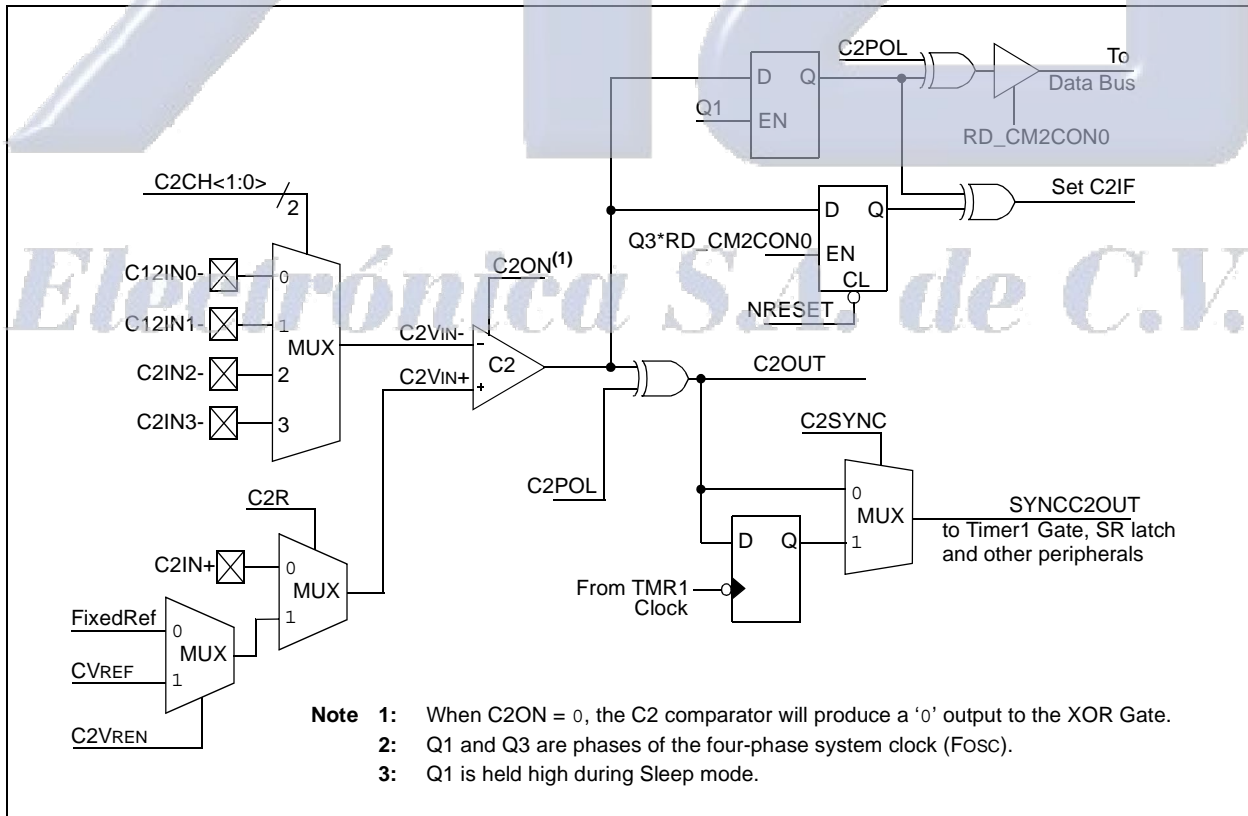 C2POL
To
Data Bus
D Q
Q1
EN
RD_CM2CON0
C2CH<1:0>
2
Set C2IF
D Q
Q3*RD_CM2CON0
EN
CL
NRESET
C2ON(1)
Electrónica S.A. de C.V.
C12IN0-
0
C12IN1-
1
MUX
C2IN2-
2
C2IN3-
3
C2VIN-
-
C2
C2VIN+
+
C2OUT
C2POL
C2SYNC
0
MUX
1
SYNCC2OUT
to Timer1 Gate, SR latch
and other peripherals
D Q
From TMR1
Clock
C2R
C2IN+
0
MUX
1
FixedRef
0
MUX
CVREF
1
C2VREN
Note 1: When C2ON = 0, the C2 comparator will produce a ‘0’ output to the XOR Gate.
2: Q1 and Q3 are phases of the four-phase system clock (FOSC).
3: Q1 is held high during Sleep mode.